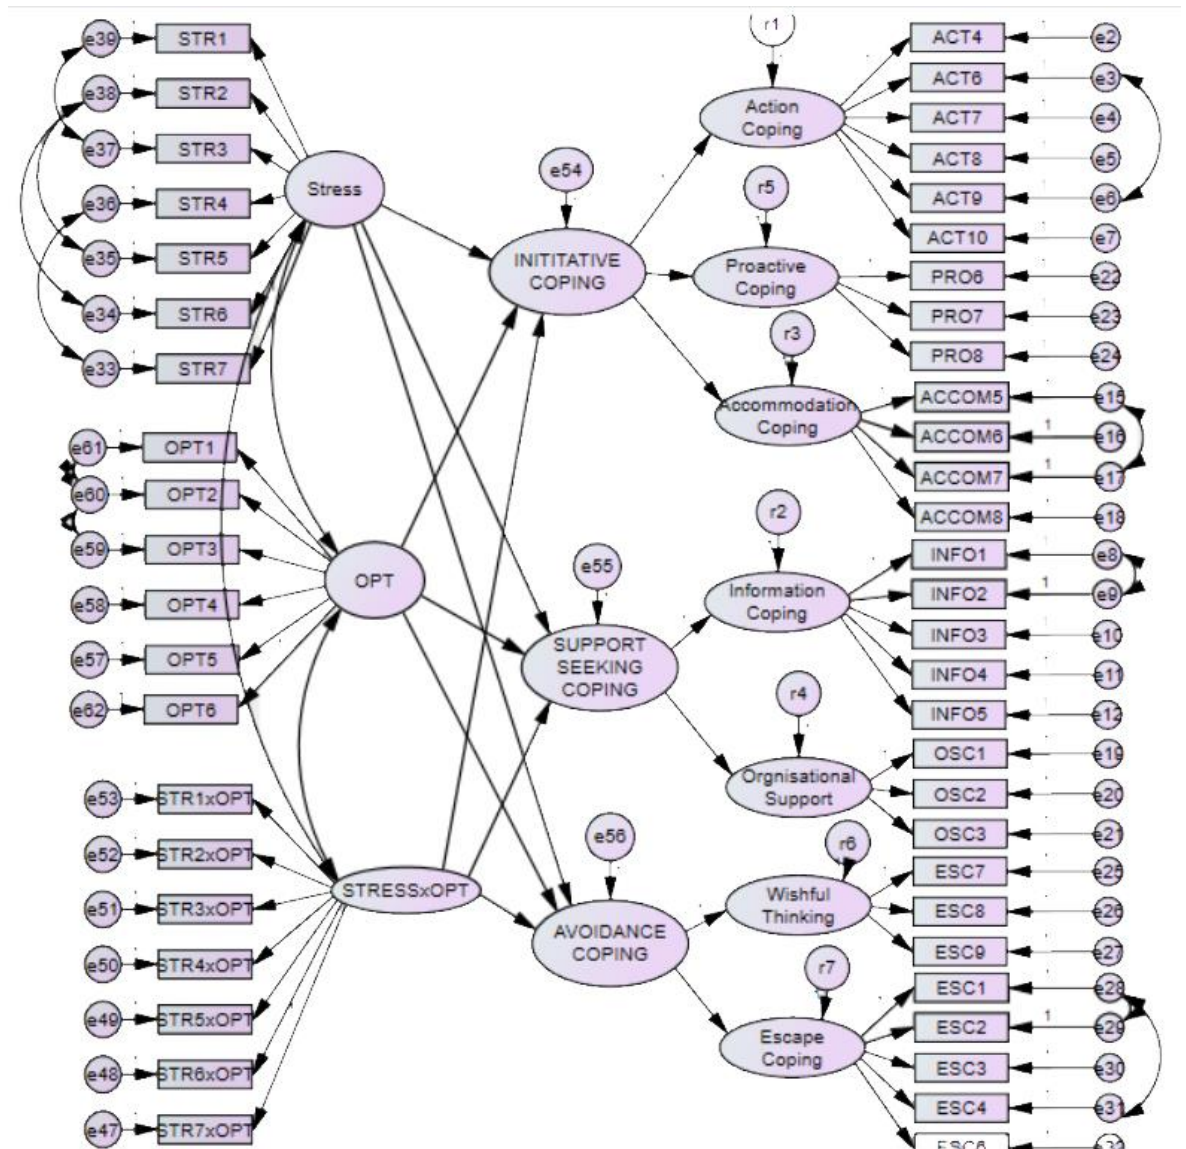 e39
STR1
e38
STR2
e37
STR3
e36
STR4
e35
STR5
e34
STR6
e33
STR7
e61
OPT1
e60
OPT2
e59
OPT3
e58
OPT4
e57
OPT5
e62
OPT6
e53
STR1xOPT
e52
STR2xOPT
e51
STR3xOPT
e50
STR4xOPT
e49
STR5xOPT
e48
STR6xOPT
e47
STR7xOPT
Stress
OPT
STRESSxOPT
e54
INITITATIVE
COPING
e55
SUPPORT
SEEKING
COPING
e56
AVOIDANCE
COPING
r1
Action
Coping
r5
Proactive
Coping
r3
Accommodation
Coping
r2
Information
Coping
r4
Orgnisational
Support
r6
Wishful
Thinking
r7
Escape
Coping
ACT4
1
e2
ACT6
e3
ACT7
e4
ACT8
e5
ACT9
e6
ACT10
e7
PRO6
e22
PRO7
e23
PRO8
e24
ACCOM5
e15
ACCOM6
1
e16
ACCOM7
1
e17
ACCOM8
e18
INFO1
e8
INFO2
1
e9
INFO3
e10
INFO4
e11
INFO5
e12
OSC1
e19
OSC2
e20
OSC3
e21
ESC7
e25
ESC8
e26
ESC9
e27
ESC1
e28
ESC2
1
e29
ESC3
e30
ESC4
e31